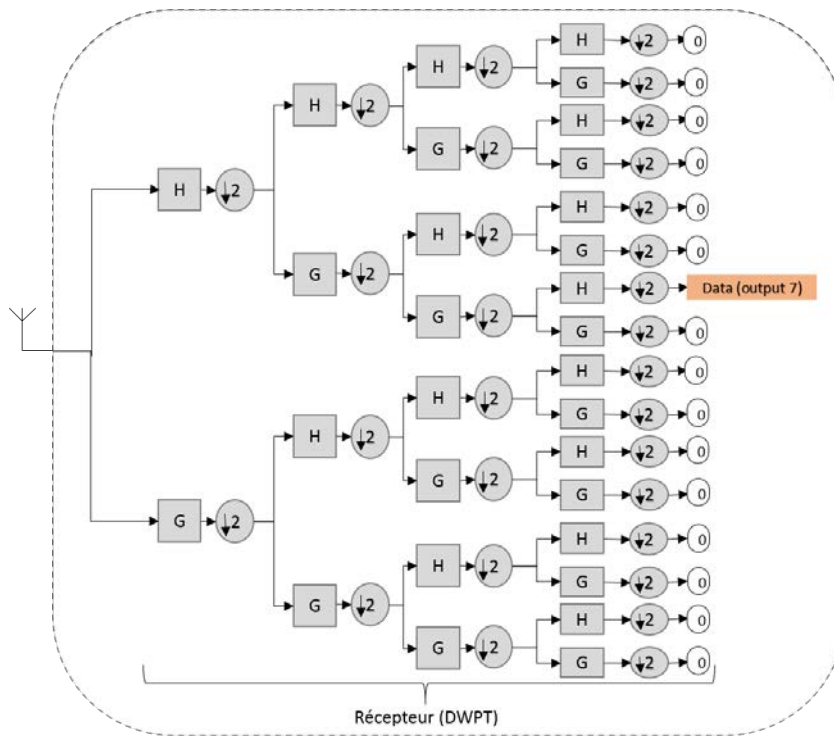 H ↓2 0
H ↓2
G ↓2 0
H ↓2
H ↓2 0
G ↓2
G ↓2 0
H ↓2
H ↓2 0
H ↓2
G ↓2 0
G ↓2
H ↓2 Data (output 7)
G ↓2
G ↓2 0
H ↓2 0
H ↓2
G ↓2 0
H ↓2
H ↓2 0
G ↓2
G ↓2 0
G ↓2
H ↓2 0
H ↓2
G ↓2 0
G ↓2
H ↓2 0
G ↓2
G ↓2 0
Récepteur (DWPT)